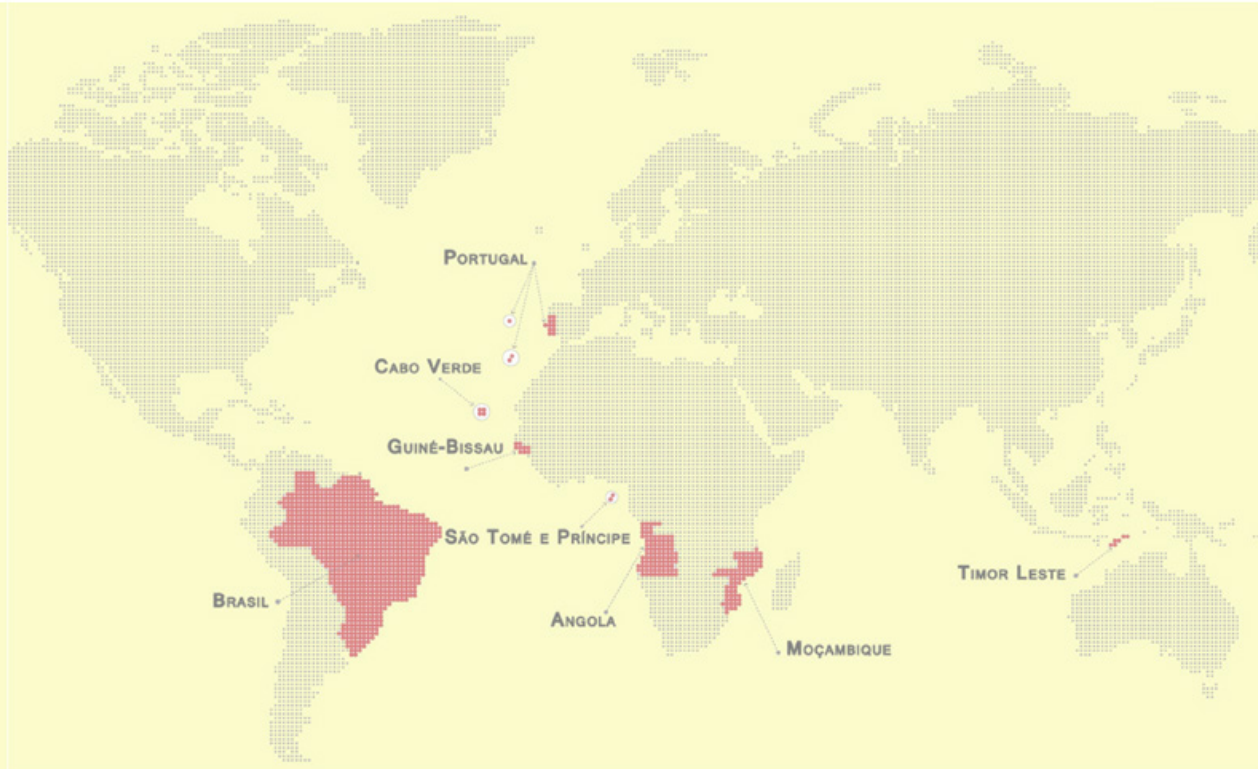 PORTUGAL
CABO VERDE
GUINÉ-BISSAU
SÃO TOMÉ E PRÍNCIPE
TIMOR LESTE
BRASIL
ANGOLA
MOÇAMBIQUE